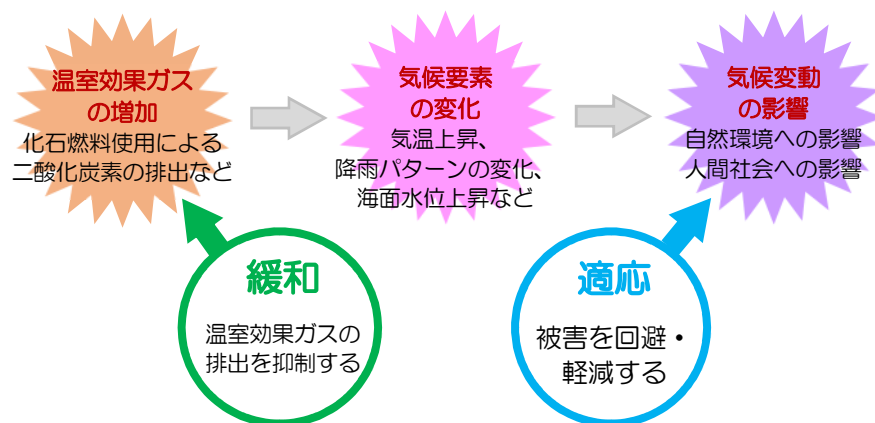 温室効果ガス
の増加
化石燃料使用による
二酸化炭素の排出など
気候要素
の変化
気温上昇、
降雨パターンの変化、
海面水位上昇など
気候変動
の影響
自然環境への影響
人間社会への影響
緩和
温室効果ガスの
排出を抑制する
適応
被害を回避・
軽減する